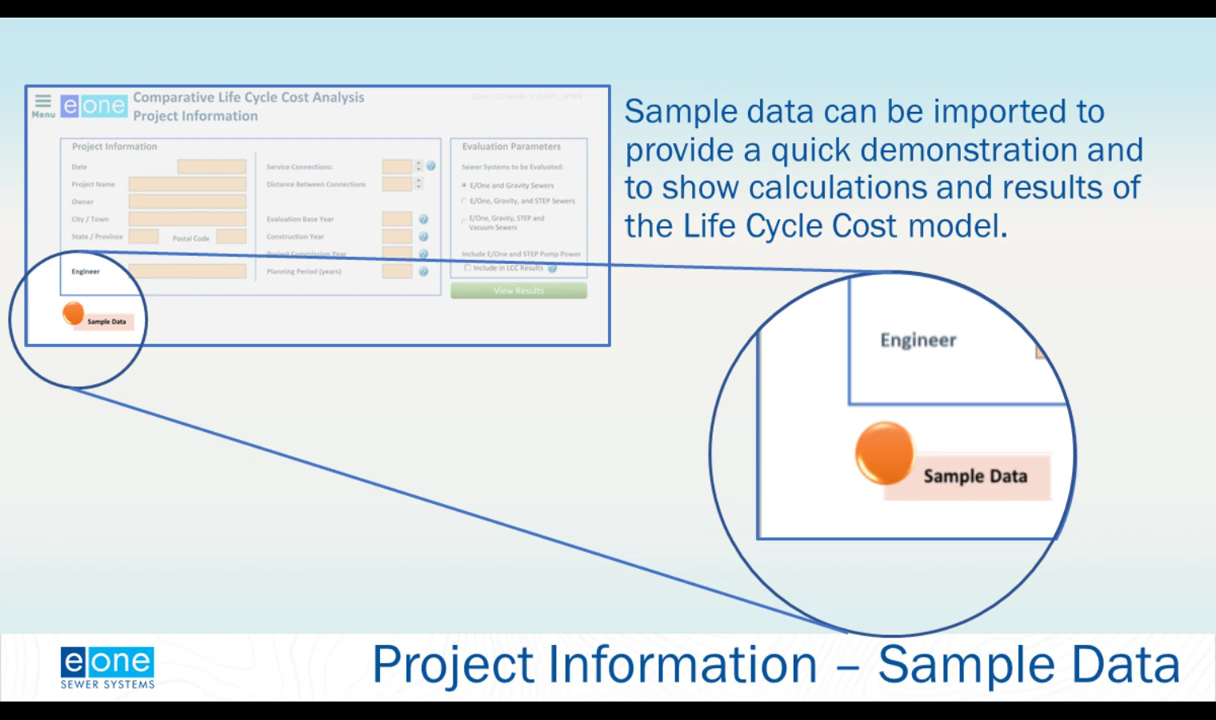 Menu
e one
Comparative Life Cycle Cost Analysis
Project Information
Project Information
Date
Project Name
Owner
City / Town
State / Province
Postal Code
Engineer
Service Connections:
Distance Between Connections
Evaluation Base Year
Construction Year
Project Commission Year
Planning Period (years)
Evaluation Parameters
Sewer Systems to be Evaluated:
E/One and Gravity Sewers
E/One, Gravity, and STEP Sewers
E/One, Gravity, STEP and
Vacuum Sewers
Include E/One and STEP Pump Power
Include in LCC Results
View Results
Sample Data
Sample data can be imported to
provide a quick demonstration and
to show calculations and results of
the Life Cycle Cost model.
Engineer
Sample Data
e one
SEWER SYSTEMS
Project Information – Sample Data